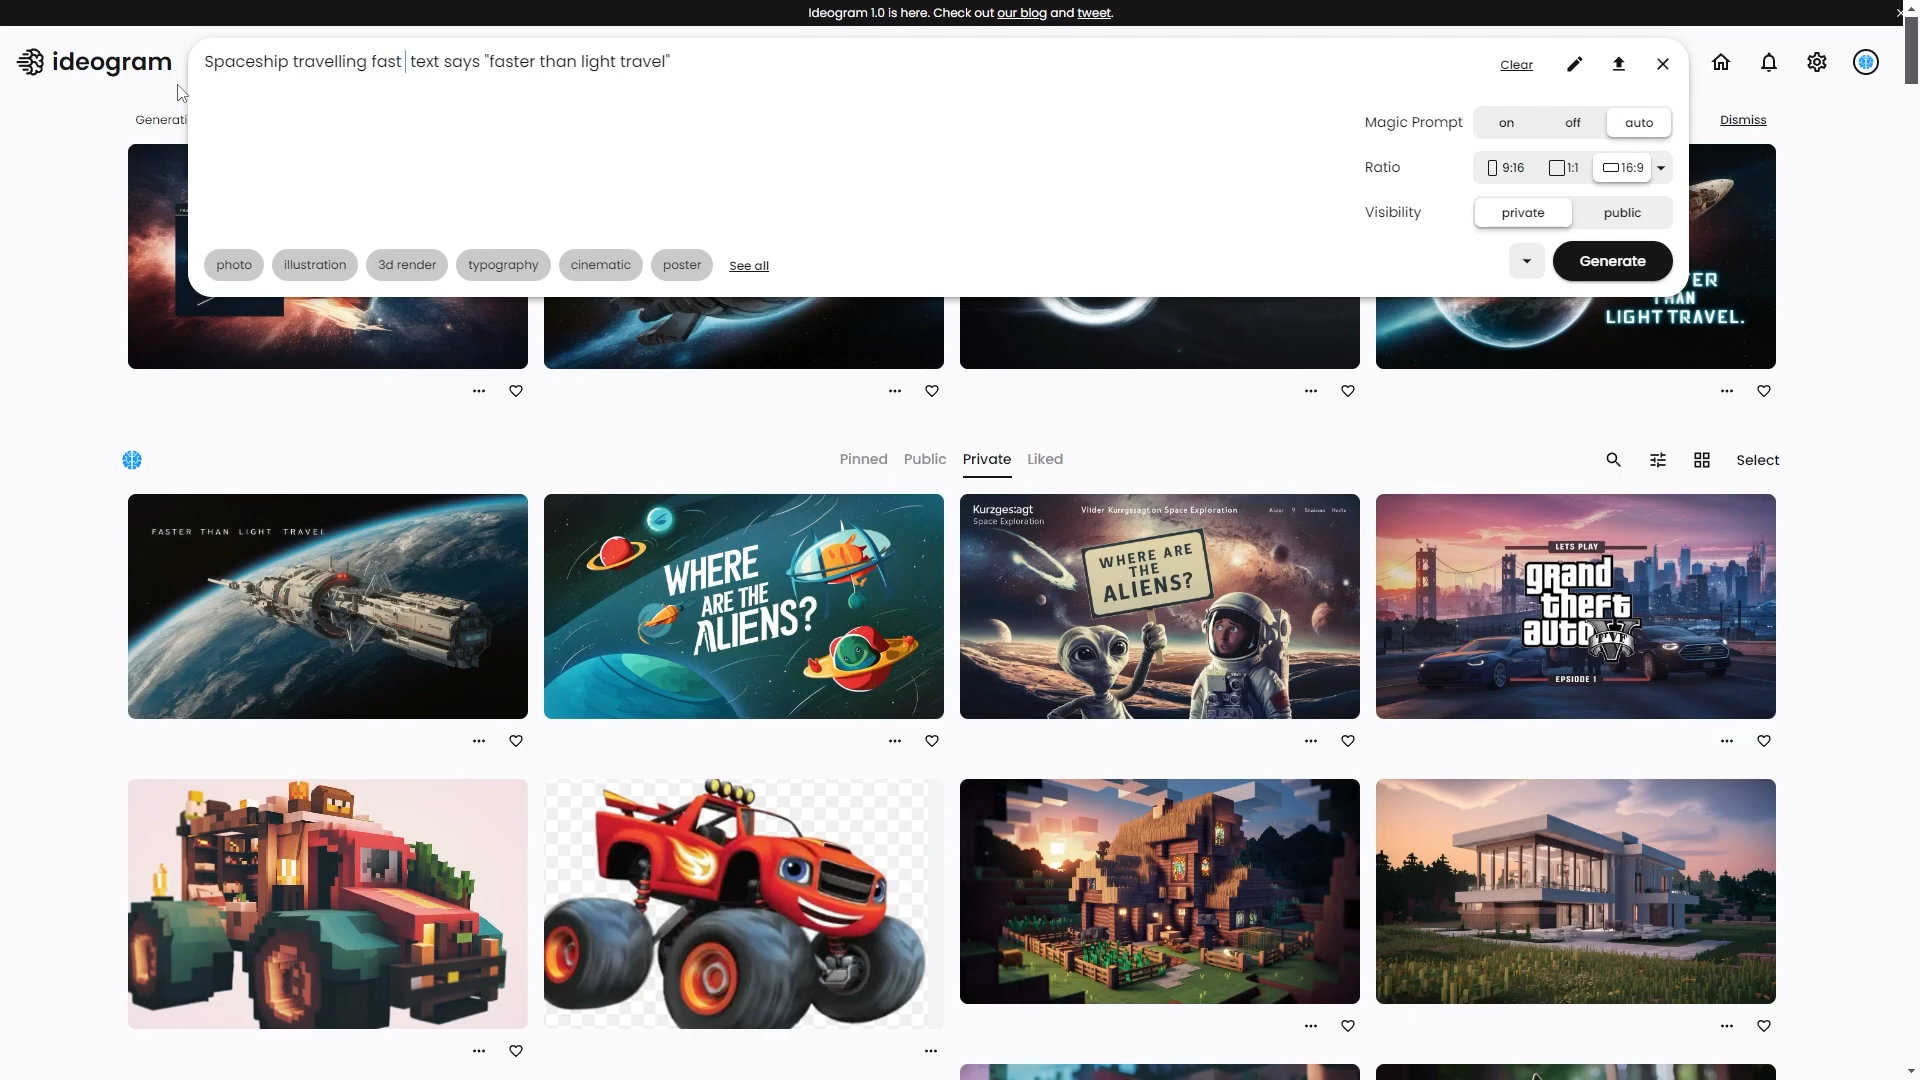 Ideogram 1.0 is here. Check out our blog and tweet.
ideogram
Spaceship travelling fast text says "faster than light travel"
Clear
Magic Prompt
on
off
auto
Ratio
9:16
1:1
16:9
Visibility
private
public
photo
illustration
3d render
typography
cinematic
poster
See all
Generate
Generati
Dismiss
THAN
LIGHT TRAVEL.
Pinned
Public
Private
Liked
Select
FASTER THAN LIGHT TRAVEL
WHERE
ARE THE
ALIENS?
Space Exploration
WHERE ARE
THE
ALIENS?
LETS PLAY
grand
theft
auto
EPSIODE 1